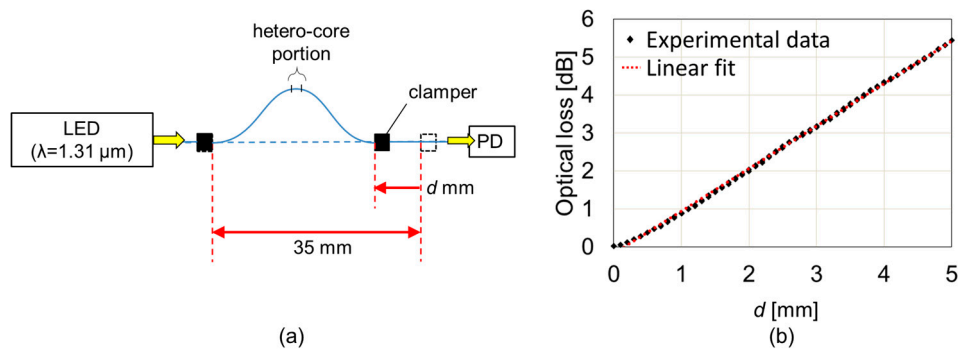 hetero-core
portion
clamper
LED
(λ=1.31 μm)
PD
d mm
35 mm
(a)
Optical loss [dB]
6
5
4
3
2
1
0
Experimental data
Linear fit
0 1 2 3 4 5
d [mm]
(b)